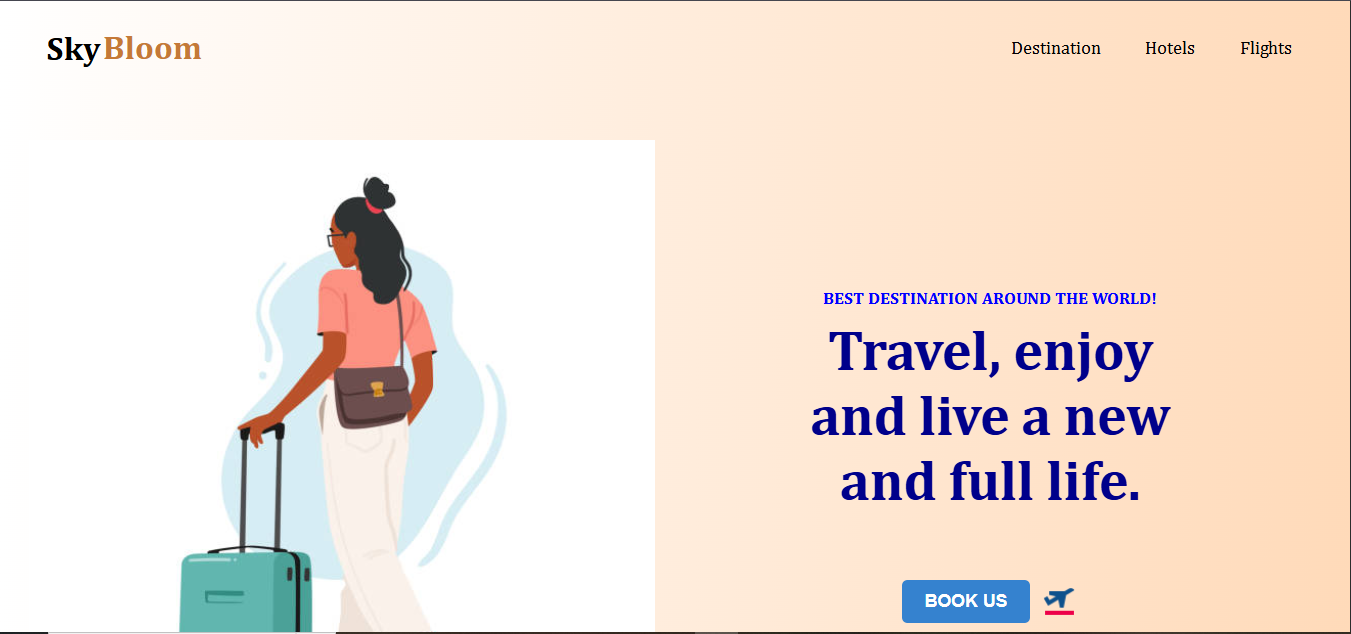 SkyBloom
Destination Hotels Flights
BEST DESTINATION AROUND THE WORLD!
Travel, enjoy
and live a new
and full life.
BOOK US